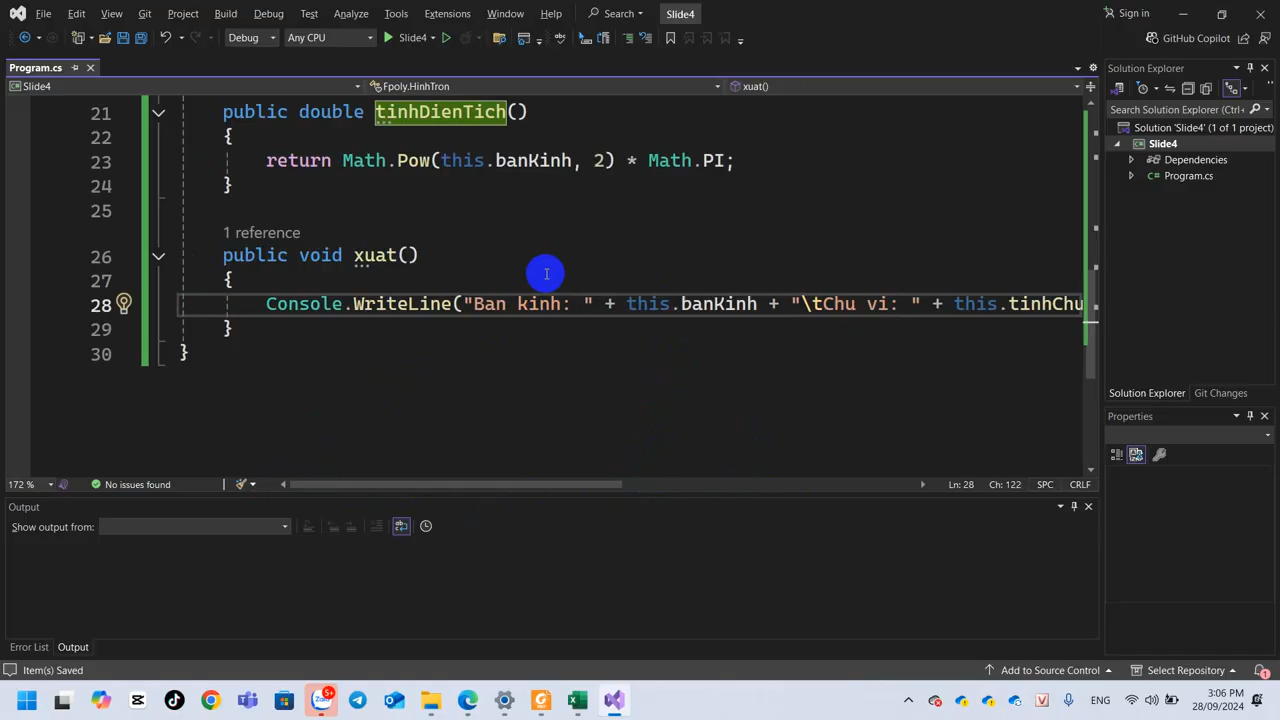 File Edit View Git Project Build Debug Test Analyze Tools Extensions Window Help Search Slide4 Sign in
Debug Any CPU Slide4 GitHub Copilot
Program.cs
Slide4 Fpoly.HinhTron xuat()
21 public double tinhDienTich()
22 {
23 return Math.Pow(this.banKinh, 2) * Math.PI;
24 }
25
1 reference
26 public void xuat()
27 {
28 Console.WriteLine("Ban kinh: " + this.banKinh + "\tChu vi: " + this.tinhChu
29 }
30 }
172 % No issues found Ln: 28 Ch: 122 SPC CRLF
Output
Show output from:
Error List Output
Solution Explorer
Search Solution Explorer (Ctrl+
Solution 'Slide4' (1 of 1 project)
Slide4
Dependencies
Program.cs
Solution Explorer Git Changes
Properties
Item(s) Saved Add to Source Control Select Repository 1
5+ ENG 3:06 PM
28/09/2024